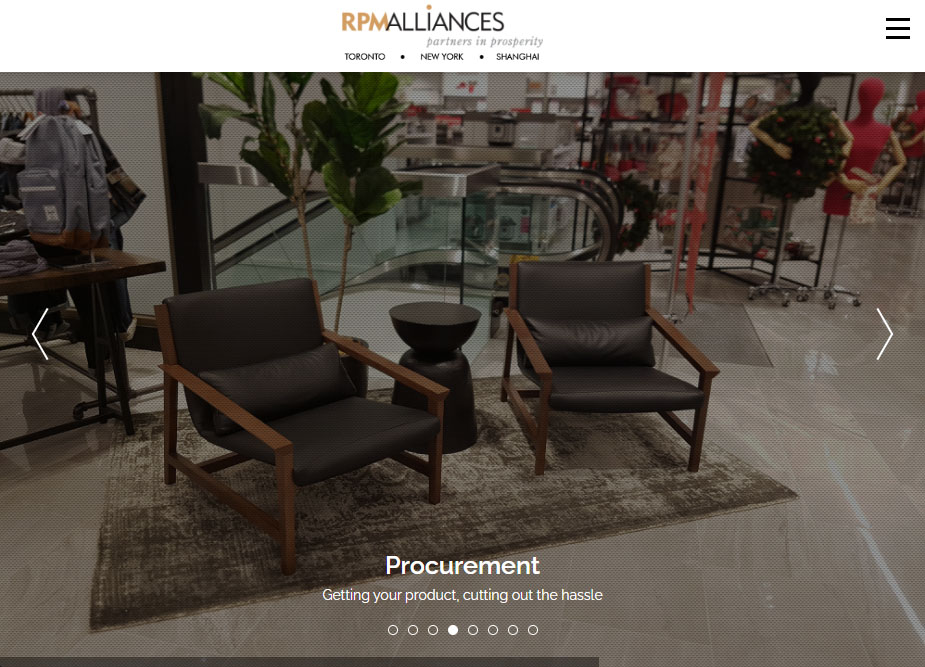 RPMALLIANCES
partners in prosperity
TORONTO • NEW YORK • SHANGHAI
Procurement
Getting your product, cutting out the hassle